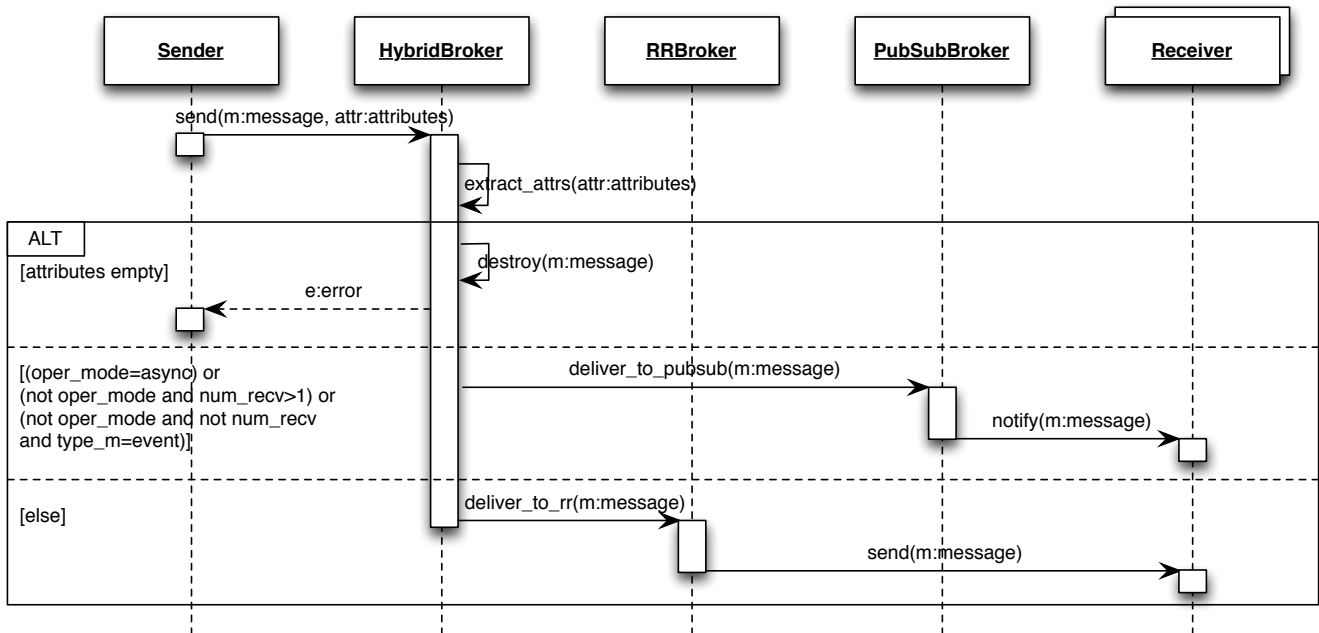 Sender
HybridBroker
RRBroker
PubSubBroker
Receiver
send(m:message, attr:attributes)
extract_attrs(attr:attributes)
ALT
[attributes empty]
destroy(m:message)
e:error
[(oper_mode=async) or
(not oper_mode and num_recv>1) or
(not oper_mode and not num_recv
and type_m=event)]
deliver_to_pubsub(m:message)
notify(m:message)
[else]
deliver_to_rr(m:message)
send(m:message)